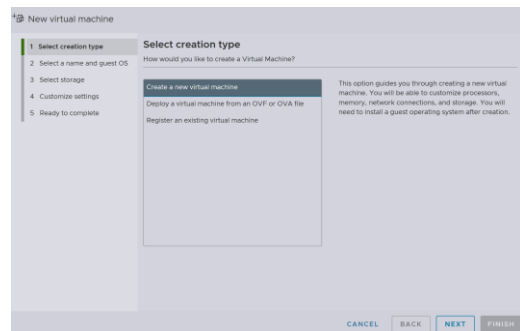 New virtual machine
1 Select creation type
2 Select a name and guest OS
3 Select storage
4 Customize settings
5 Ready to complete
Select creation type
How would you like to create a Virtual Machine?
Create a new virtual machine
Deploy a virtual machine from an OVF or OVA file
Register an existing virtual machine
This option guides you through creating a new virtual
machine. You will be able to customize processors,
memory, network connections, and storage. You will
need to install a guest operating system after creation.
CANCEL BACK NEXT FINISH